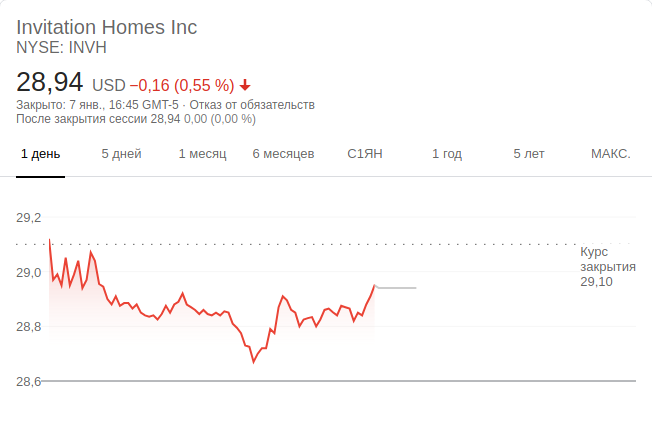 Invitation Homes Inc
NYSE: INVH
28,94 USD −0,16 (0,55 %)
Закрыто: 7 янв., 16:45 GMT-5 · Отказ от обязательств
После закрытия сессии 28,94 0,00 (0,00 %)
1 день 5 дней 1 месяц 6 месяцев С1ЯН 1 год 5 лет МАКС.
29,2
29,0
28,8
28,6
Курс
закрытия
29,10